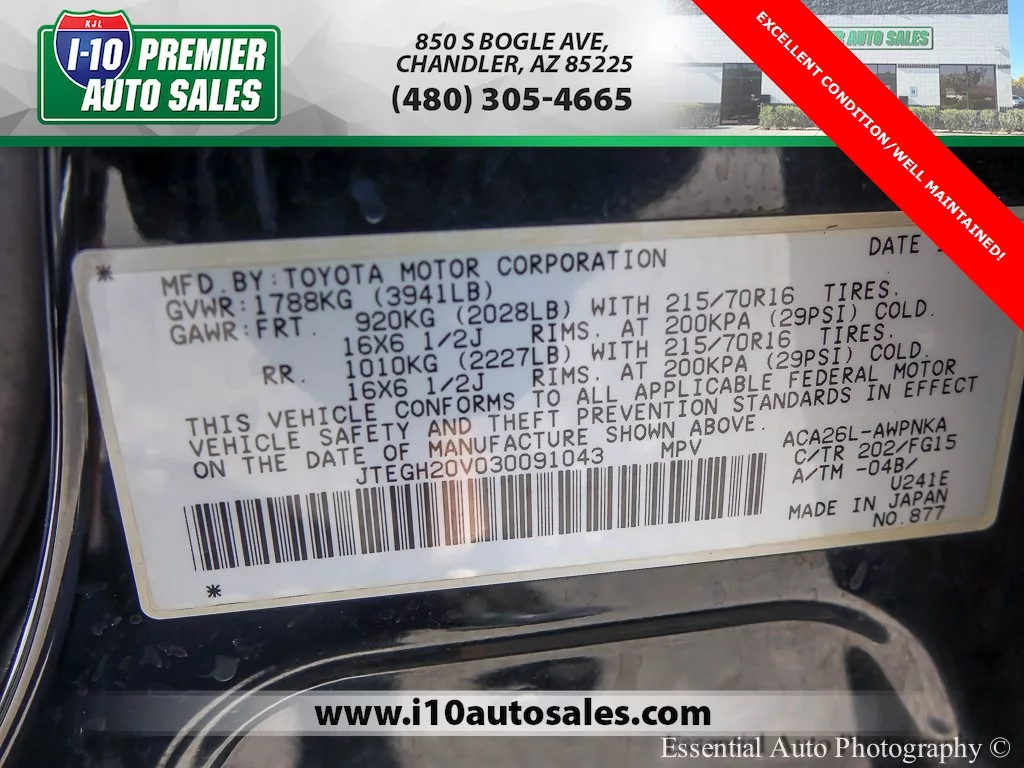 KJL
I-10 PREMIER
AUTO SALES
850 S BOGLE AVE,
CHANDLER, AZ 85225
(480) 305-4665
AUTO SALES
EXCELLENT CONDITION/WELL MAINTAINED!
DATE
MFD. BY: TOYOTA MOTOR CORPORATION
GVWR: 1788KG (3941LB)
GAWR: FRT. 920KG (2028LB) WITH 215/70R16 TIRES.
16X6 1/2J RIMS. AT 200KPA (29PSI) COLD.
RR. 1010KG (2227LB) WITH 215/70R16 TIRES.
16X6 1/2J RIMS. AT 200KPA (29PSI) COLD.
THIS VEHICLE CONFORMS TO ALL APPLICABLE FEDERAL MOTOR
VEHICLE SAFETY AND THEFT PREVENTION STANDARDS IN EFFECT
ON THE DATE OF MANUFACTURE SHOWN ABOVE.
JTEGH20V030091043 MPV
ACA26L-AWPNKA
C/TR 202/FG15
A/TM -04B/
U241E
MADE IN JAPAN
NO.877
www.i10autosales.com
Essential Auto Photography ©